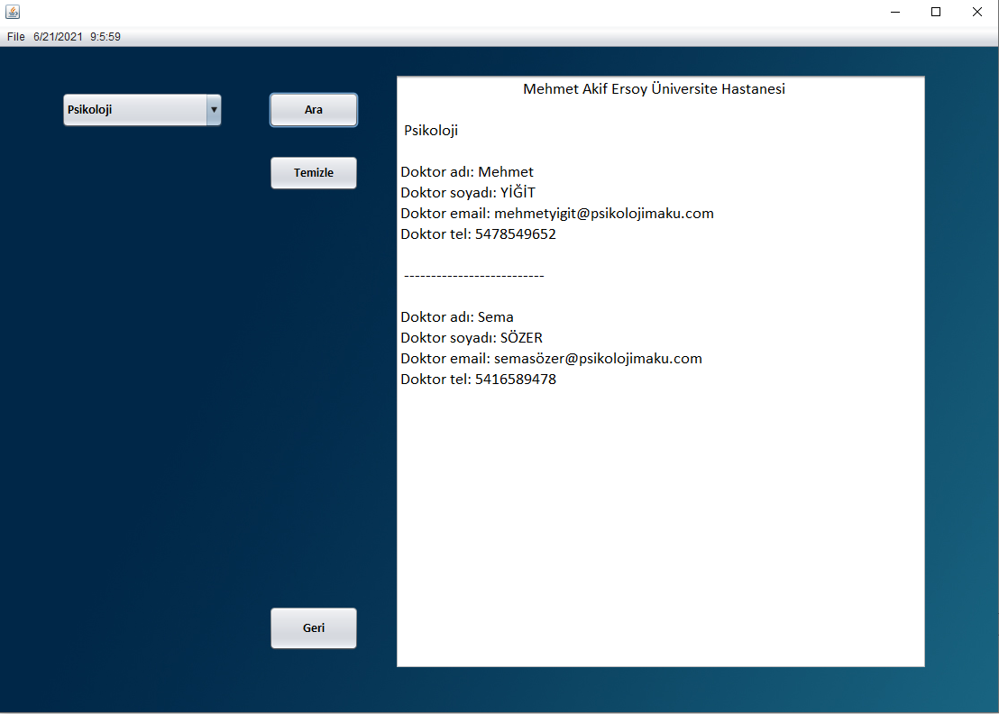 File 6/21/2021 9:5:59
Psikoloji
Ara
Temizle
Geri
Mehmet Akif Ersoy Üniversite Hastanesi
Psikoloji
Doktor adı: Mehmet
Doktor soyadı: YİĞİT
Doktor email: mehmetyigit@psikolojimaku.com
Doktor tel: 5478549652
--------------------------
Doktor adı: Sema
Doktor soyadı: SÖZER
Doktor email: semasözer@psikolojimaku.com
Doktor tel: 5416589478